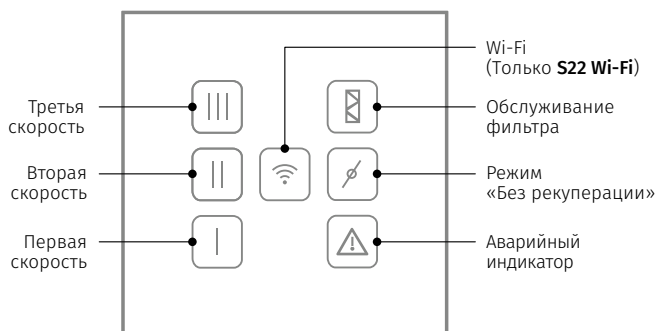 Третья
скорость
Вторая
скорость
Первая
скорость
Wi-Fi
(Только S22 Wi-Fi)
Обслуживание
фильтра
Режим
«Без рекуперации»
Аварийный
индикатор